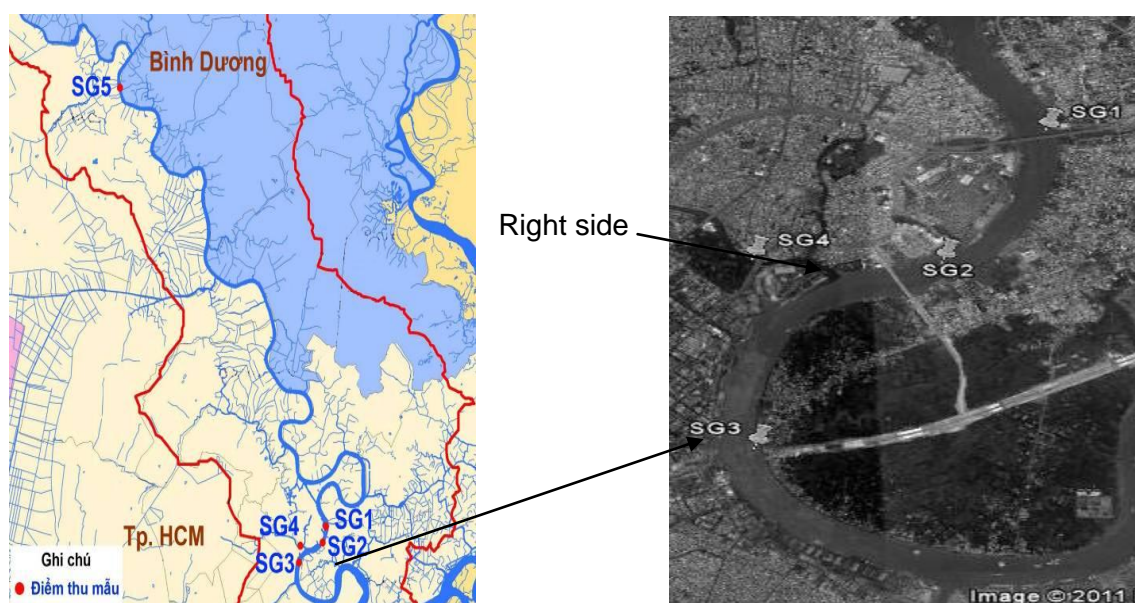 Bình Dương
SG5
SG4
SG1
SG2
SG3
Tp. HCM
Ghi chú
Điểm thu mẫu
Right side
SG1
SG4
SG2
SG3
Image © 2011